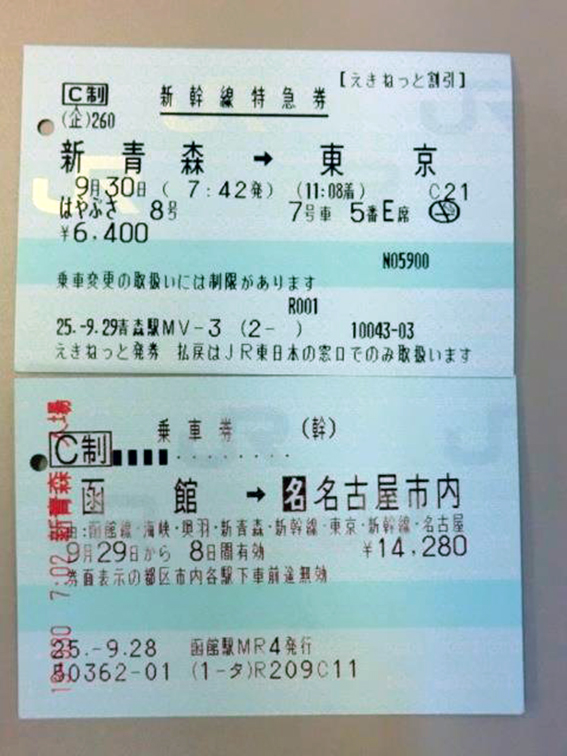 [えきねっと割引]
C制
新幹線特急券
(企)260
新青森 → 東京
9月30日 ( 7:42発) (11:08着) C21
はやぶさ 8号 7号車 5番E席
¥6,400
N05900
乗車変更の取扱いには制限があります
R001
25.-9.29青森駅MV-3 (2- ) 10043-03
えきねっと発券 払戻はJR東日本の窓口でのみ取扱います
乗車券 (幹)
C制
函館 → 名 名古屋市内
由:函館線・海峡・奥羽・新青森・新幹線・東京・新幹線・名古屋
9月29日から 8日間有効 ¥14,280
券面表示の都区市内各駅下車前途無効
25.-9.28 函館駅MR4発行
50362-01 (1-タ)R209C11
7:02 新青森 入場